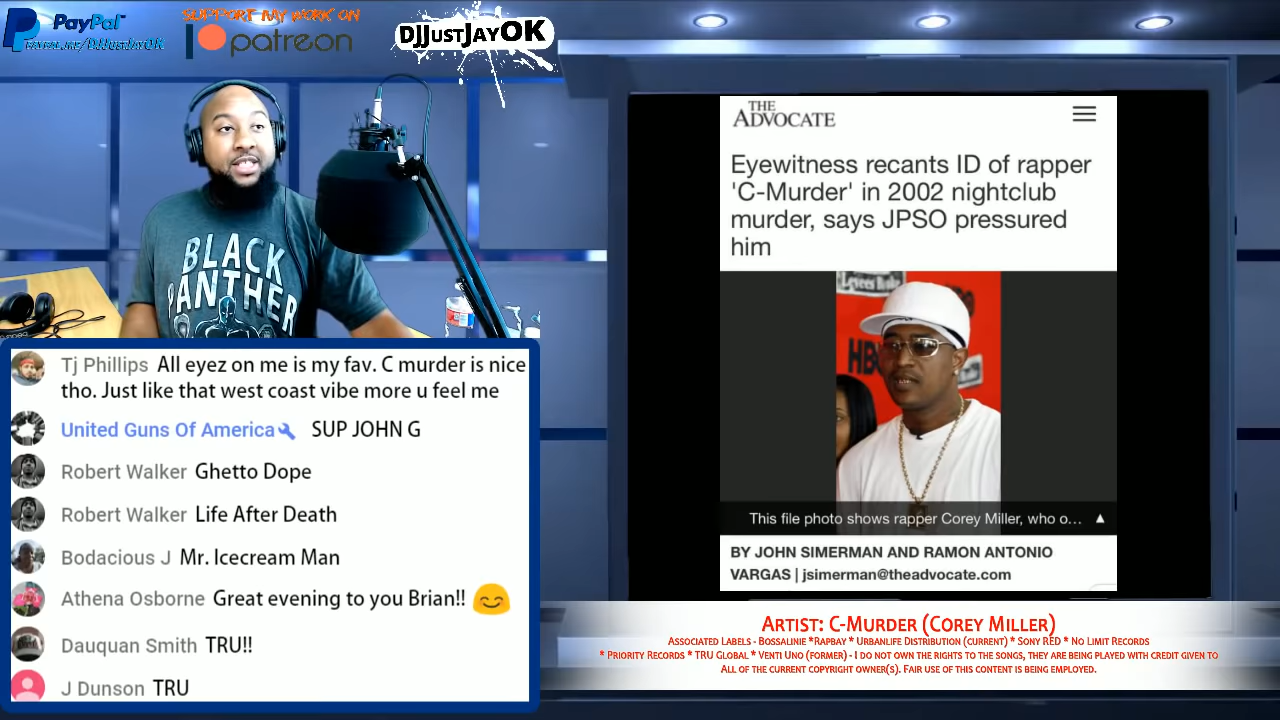 PayPal
PAYPAL.ME/DJJUSTJAYOK
SUPPORT MY WORK ON
patreon
DJJUSTJAYOK
BLACK
PANTHER
Tj Phillips All eyez on me is my fav. C murder is nice
tho. Just like that west coast vibe more u feel me
United Guns Of America SUP JOHN G
Robert Walker Ghetto Dope
Robert Walker Life After Death
Bodacious J Mr. Icecream Man
Athena Osborne Great evening to you Brian!! 😊
Dauquan Smith TRU!!
J Dunson TRU
THE
ADVOCATE
Eyewitness recants ID of rapper
'C-Murder' in 2002 nightclub
murder, says JPSO pressured
him
HB
This file photo shows rapper Corey Miller, who o... ▲
BY JOHN SIMERMAN AND RAMON ANTONIO
VARGAS | jsimerman@theadvocate.com
ARTIST: C-MURDER (COREY MILLER)
ASSOCIATED LABELS - BOSSALINIE *RAPBAY * URBANLIFE DISTRIBUTION (CURRENT) * SONY RED * NO LIMIT RECORDS
* PRIORITY RECORDS * TRU GLOBAL * VENTI UNO (FORMER) - I DO NOT OWN THE RIGHTS TO THE SONGS, THEY ARE BEING PLAYED WITH CREDIT GIVEN TO
ALL OF THE CURRENT COPYRIGHT OWNER(S). FAIR USE OF THIS CONTENT IS BEING EMPLOYED.